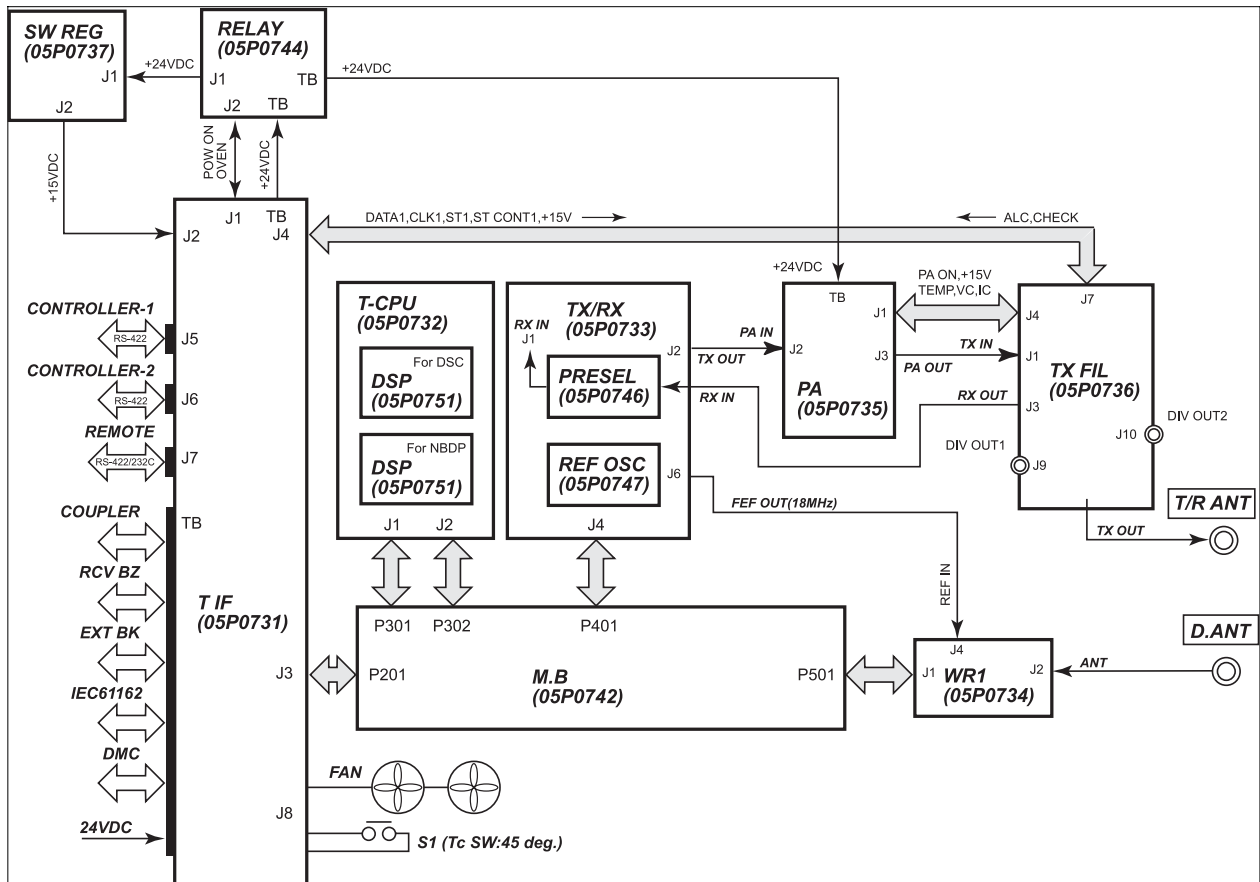 SW REG
(05P0737)
J1
J2
+24VDC
RELAY
(05P0744)
J1
TB
J2
TB
+24VDC
+15VDC
POW ON
OVEN
+24VDC
J1
TB
J2
J4
DATA1,CLK1,ST1,ST CONT1,+15V
ALC,CHECK
CONTROLLER-1
RS-422
J5
CONTROLLER-2
RS-422
J6
REMOTE
RS-422/232C
J7
COUPLER
TB
RCV BZ
T IF
(05P0731)
EXT BK
IEC61162
DMC
24VDC
J3
J8
T-CPU
(05P0732)
For DSC
DSP
(05P0751)
For NBDP
DSP
(05P0751)
J1
J2
TX/RX
(05P0733)
RX IN
J1
J2
PRESEL
(05P0746)
REF OSC
(05P0747)
J6
J4
PA IN
TX OUT
RX IN
+24VDC
TB
J1
J2
J3
PA
(05P0735)
PA ON,+15V
TEMP,VC,IC
TX IN
PA OUT
RX OUT
J7
J4
J1
TX FIL
(05P0736)
J3
J10
DIV OUT2
DIV OUT1
J9
T/R ANT
TX OUT
FEF OUT(18MHz)
REF IN
P301
P302
P401
P201
M.B
(05P0742)
P501
J4
J1
J2
WR1
(05P0734)
ANT
D.ANT
FAN
S1 (Tc SW:45 deg.)